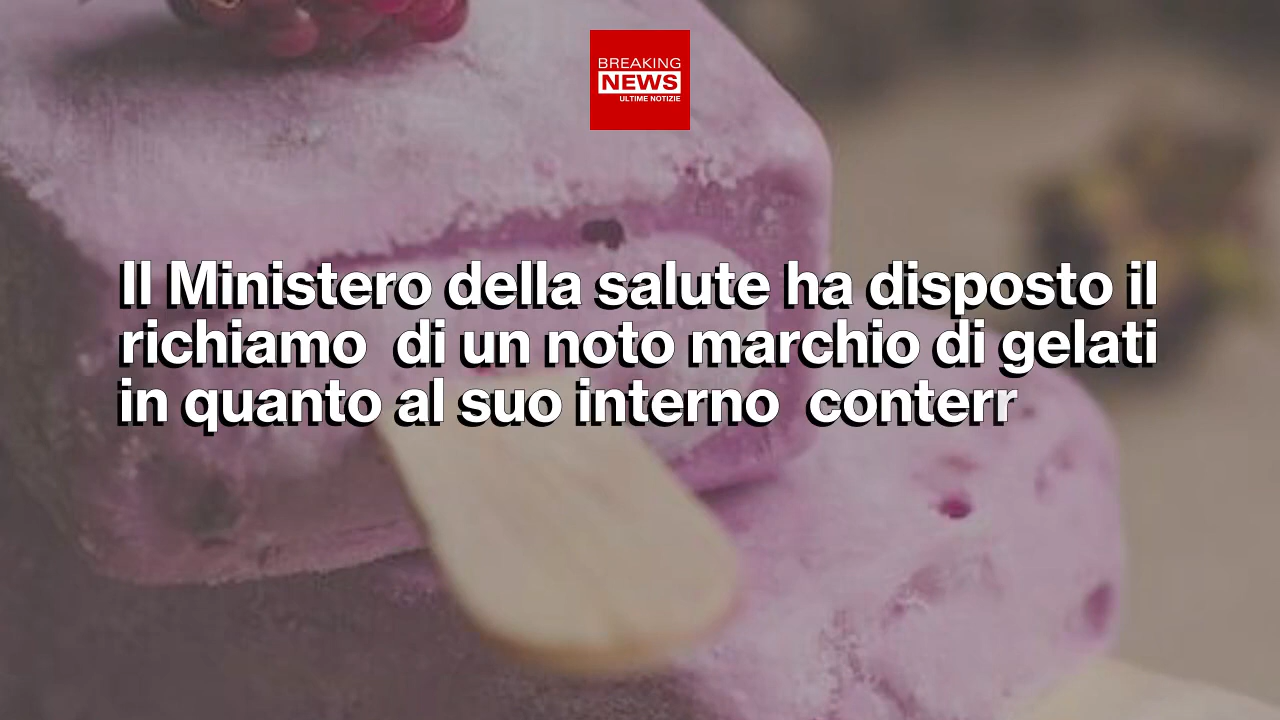 BREAKING
NEWS
ULTIME NOTIZIE
Il Ministero della salute ha disposto il
richiamo  di un noto marchio di gelati
in quanto al suo interno  conterr